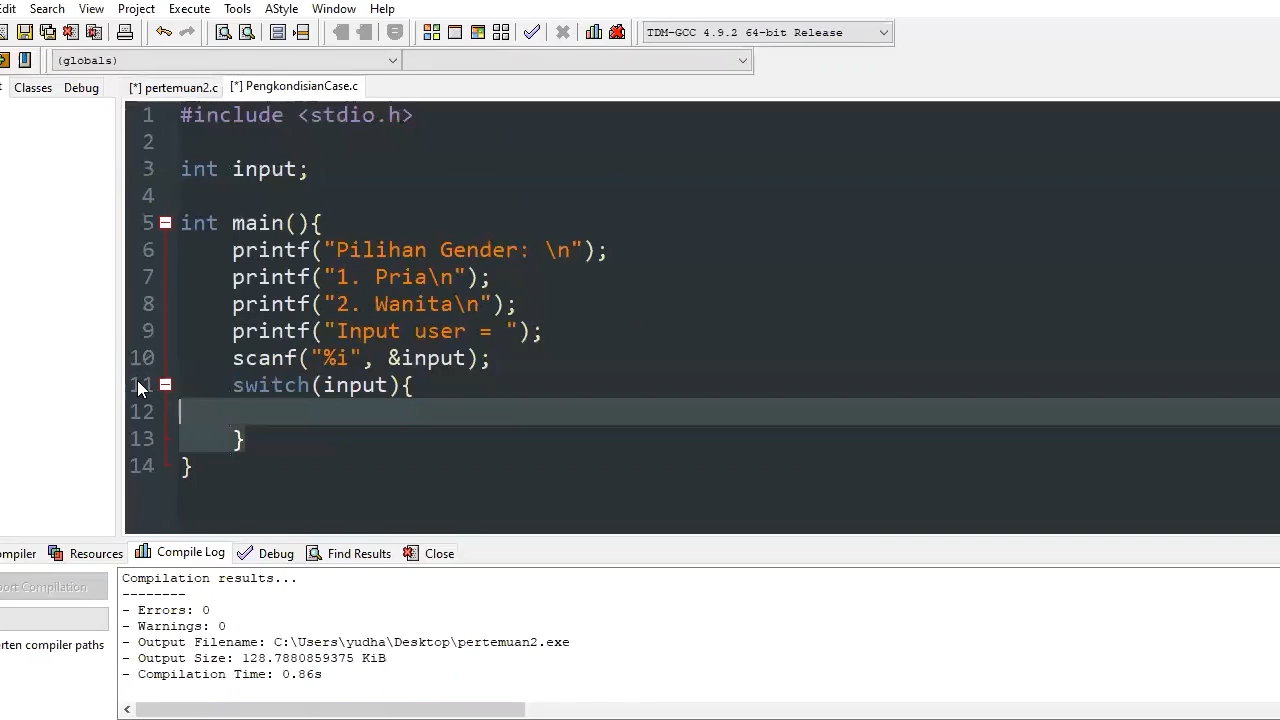 Edit Search View Project Execute Tools AStyle Window Help
TDM-GCC 4.9.2 64-bit Release
(globals)
Classes Debug [*] pertemuan2.c [*] PengkondisianCase.c
1 #include <stdio.h>
2
3 int input;
4
5 int main(){
6 printf("Pilihan Gender: \n");
7 printf("1. Pria\n");
8 printf("2. Wanita\n");
9 printf("Input user = ");
10 scanf("%i", &input);
11 switch(input){
12
13 }
14 }
ompiler Resources Compile Log Debug Find Results Close
ort Compilation
rten compiler paths
Compilation results...
--------
- Errors: 0
- Warnings: 0
- Output Filename: C:\Users\yudha\Desktop\pertemuan2.exe
- Output Size: 128.7880859375 KiB
- Compilation Time: 0.86s